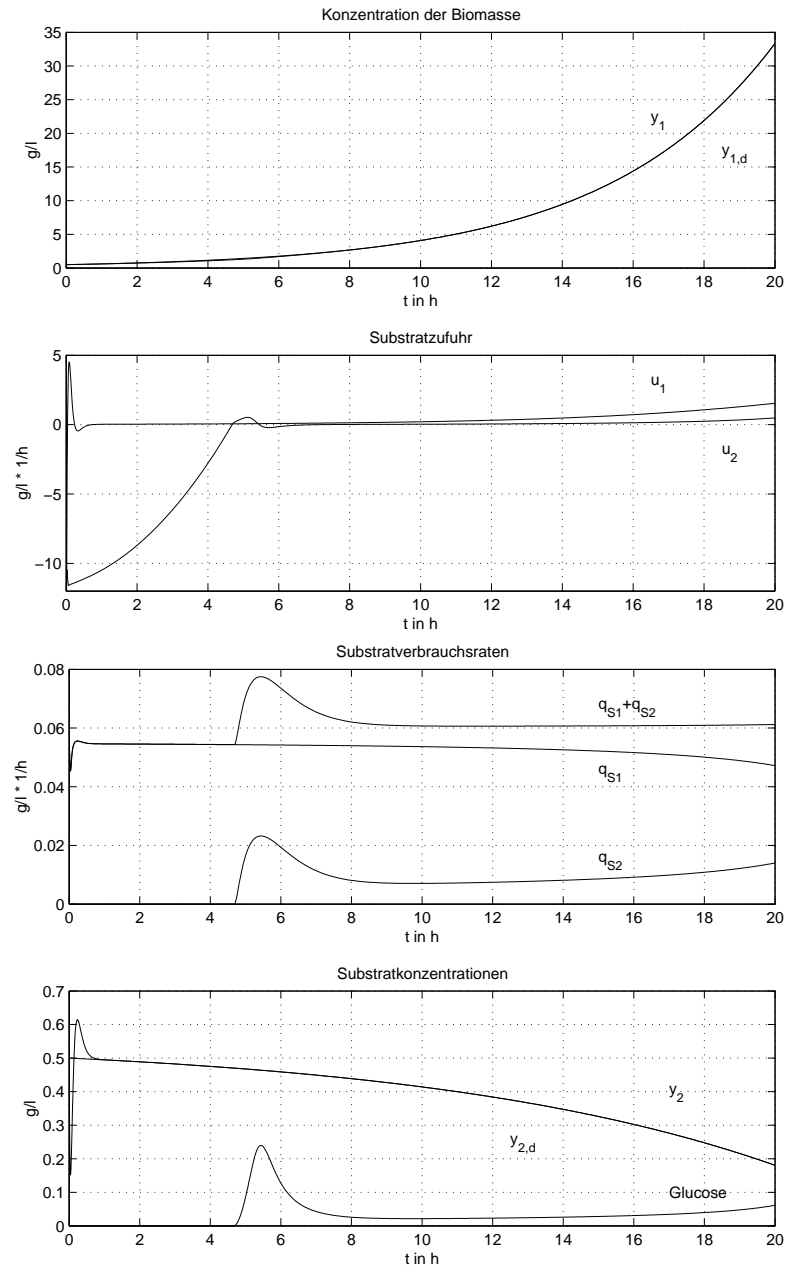 Konzentration der Biomasse
35
30
25
20
15
10
5
0
g/l
y1
y1,d
0 2 4 6 8 10 12 14 16 18 20
t in h
Substratzufuhr
5
0
−5
−10
g/l * 1/h
u1
u2
0 2 4 6 8 10 12 14 16 18 20
t in h
Substratverbrauchsraten
0.08
0.06
0.04
0.02
0
g/l * 1/h
qS1+qS2
qS1
qS2
0 2 4 6 8 10 12 14 16 18 20
t in h
Substratkonzentrationen
0.7
0.6
0.5
0.4
0.3
0.2
0.1
0
g/l
y2
y2,d
Glucose
0 2 4 6 8 10 12 14 16 18 20
t in h